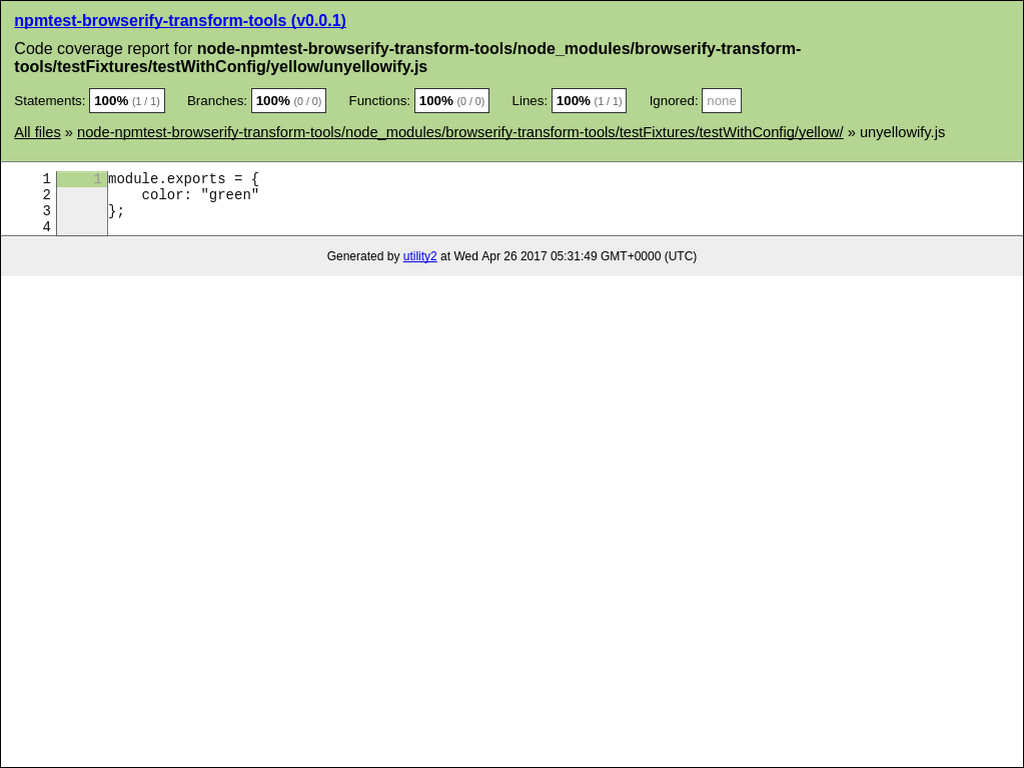 npmtest-browserify-transform-tools (v0.0.1)
Code coverage report for node-npmtest-browserify-transform-tools/node_modules/browserify-transform-
tools/testFixtures/testWithConfig/yellow/unyellowify.js
Statements: 100% (1 / 1) Branches: 100% (0 / 0) Functions: 100% (0 / 0) Lines: 100% (1 / 1) Ignored: none
All files » node-npmtest-browserify-transform-tools/node_modules/browserify-transform-tools/testFixtures/testWithConfig/yellow/ » unyellowify.js
1 1 module.exports = {
2     color: "green"
3 };
4
Generated by utility2 at Wed Apr 26 2017 05:31:49 GMT+0000 (UTC)